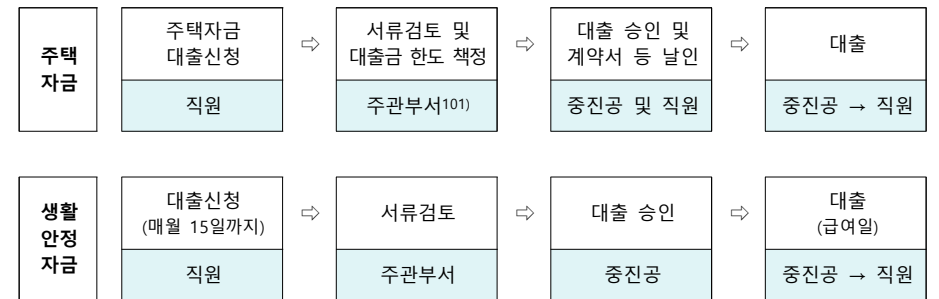 주택
자금
주택자금
대출신청
직원
⇨
서류검토 및
대출금 한도 책정
주관부서101)
⇨
대출 승인 및
계약서 등 날인
중진공 및 직원
⇨
대출
중진공 → 직원
생활
안정
자금
대출신청
(매월 15일까지)
직원
⇨
서류검토
주관부서
⇨
대출 승인
중진공
⇨
대출
(급여일)
중진공 → 직원